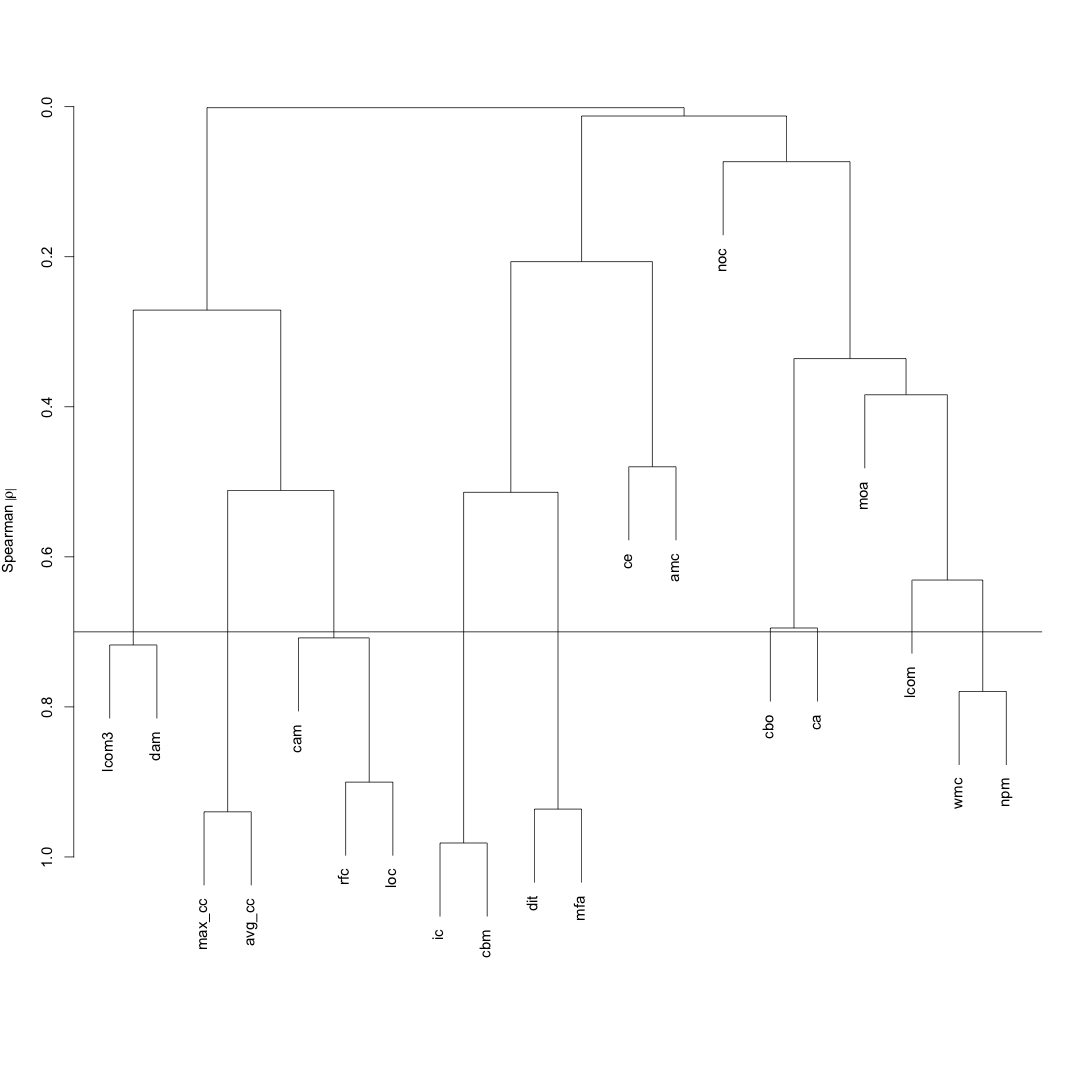 Spearman |ρ|
0.0
0.2
0.4
0.6
0.8
1.0
lcom3
dam
max_cc
avg_cc
cam
rfc
loc
ic
cbm
dit
mfa
ce
amc
noc
cbo
ca
moa
lcom
wmc
npm